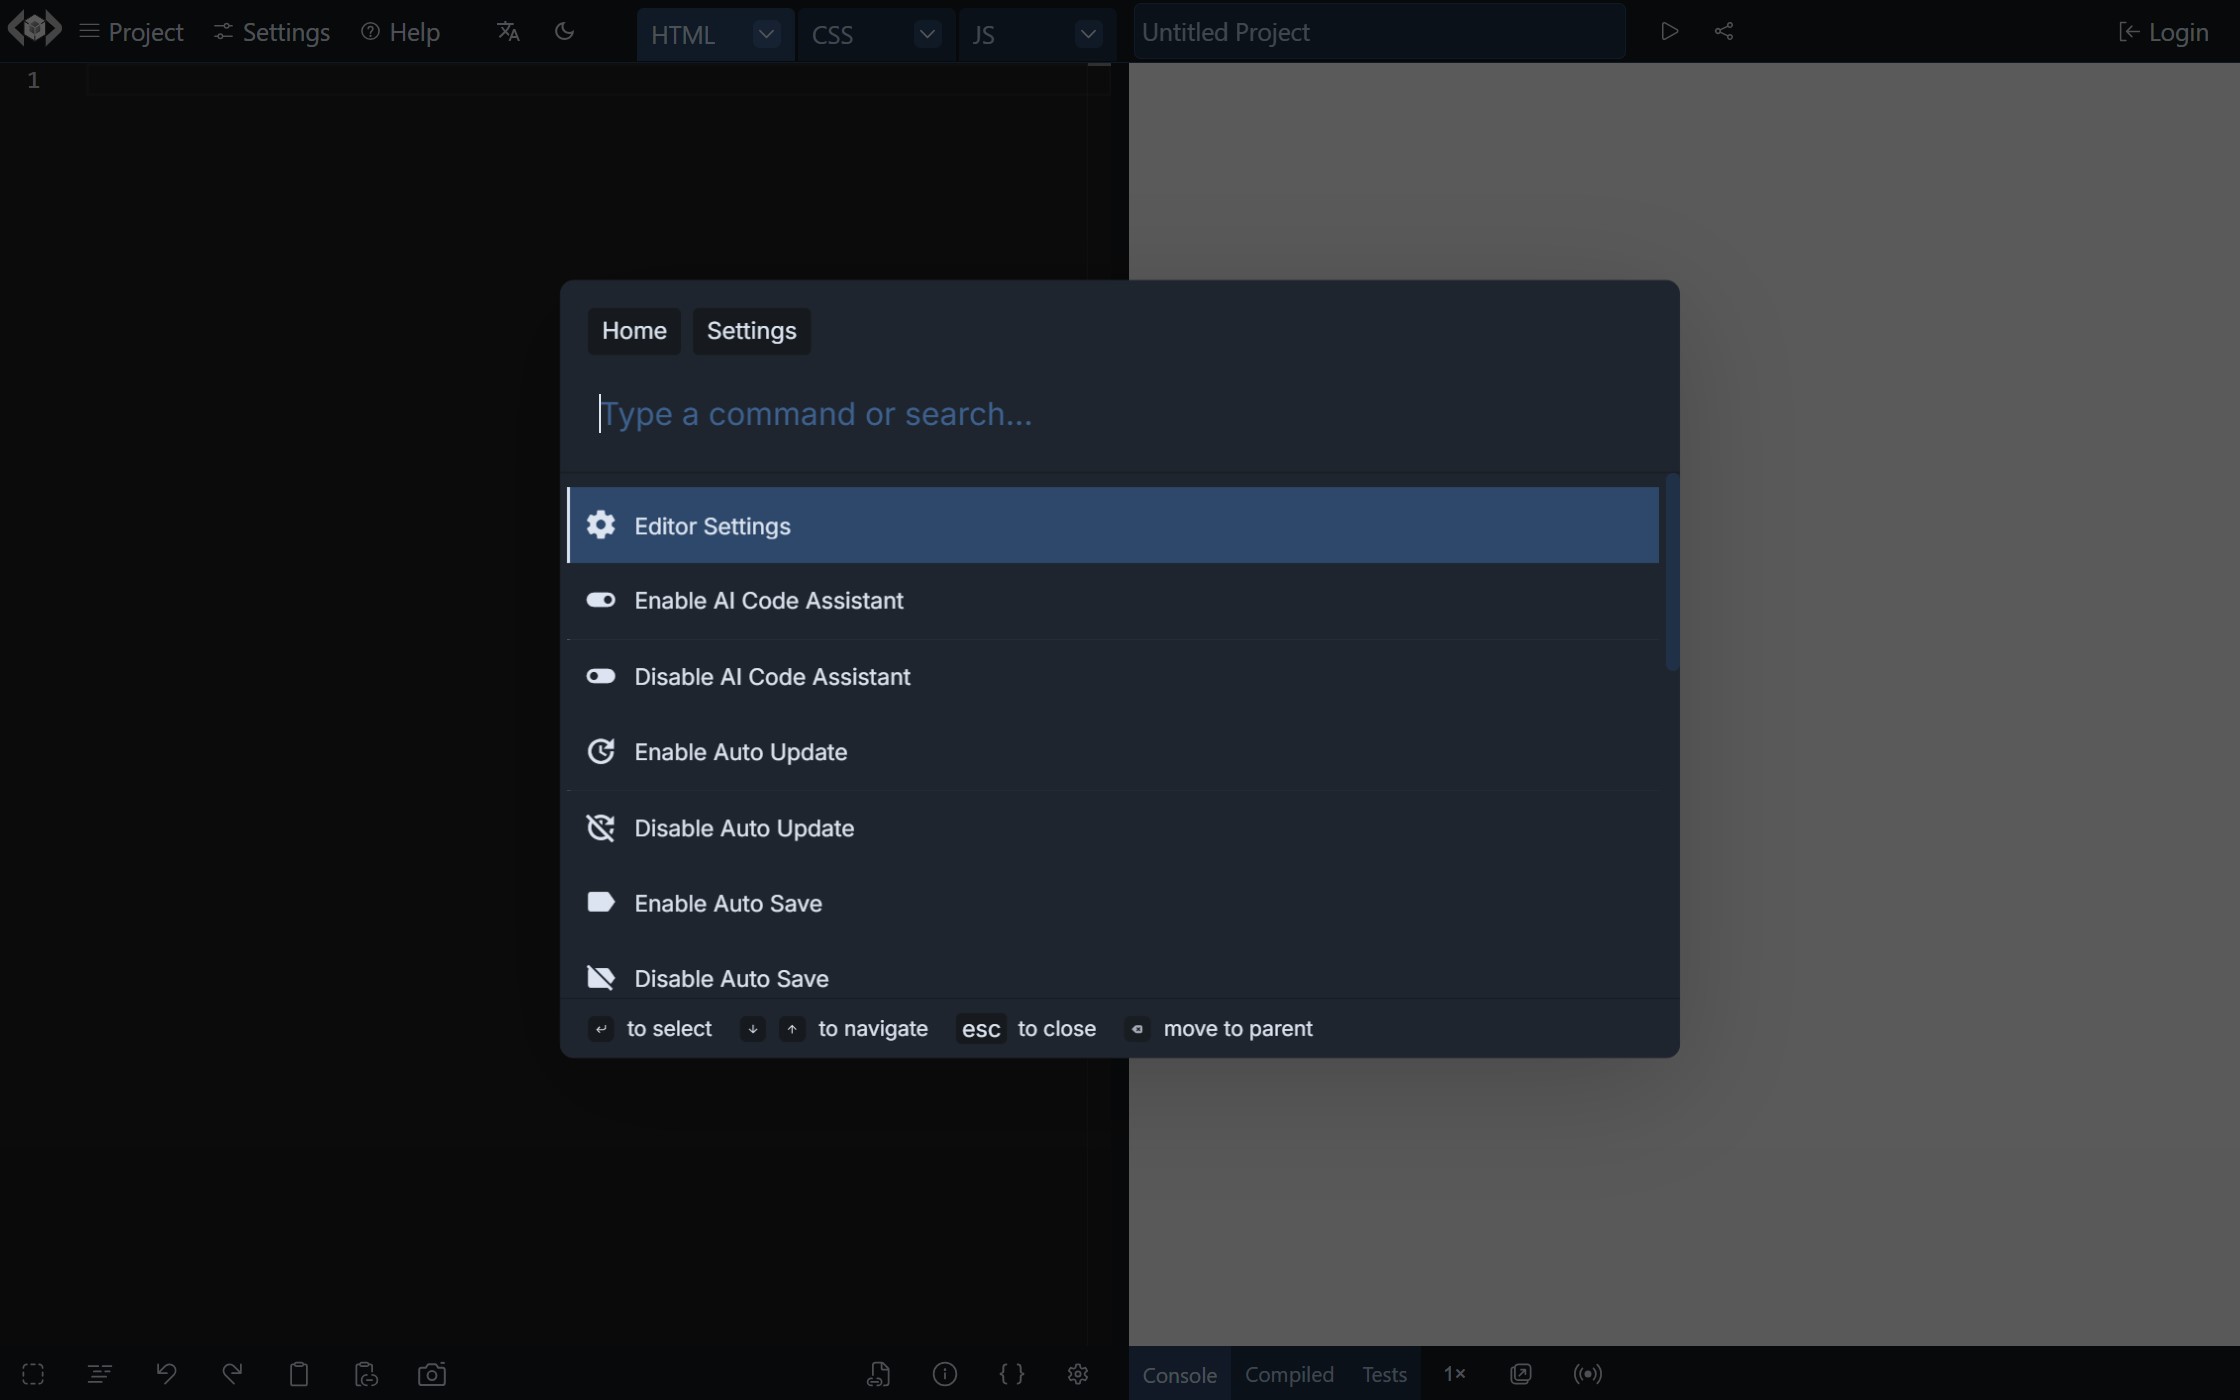 Project Settings Help HTML CSS JS Untitled Project Login
1
Home Settings
Type a command or search...
Editor Settings
Enable AI Code Assistant
Disable AI Code Assistant
Enable Auto Update
Disable Auto Update
Enable Auto Save
Disable Auto Save
to select to navigate esc to close move to parent
Console Compiled Tests 1×